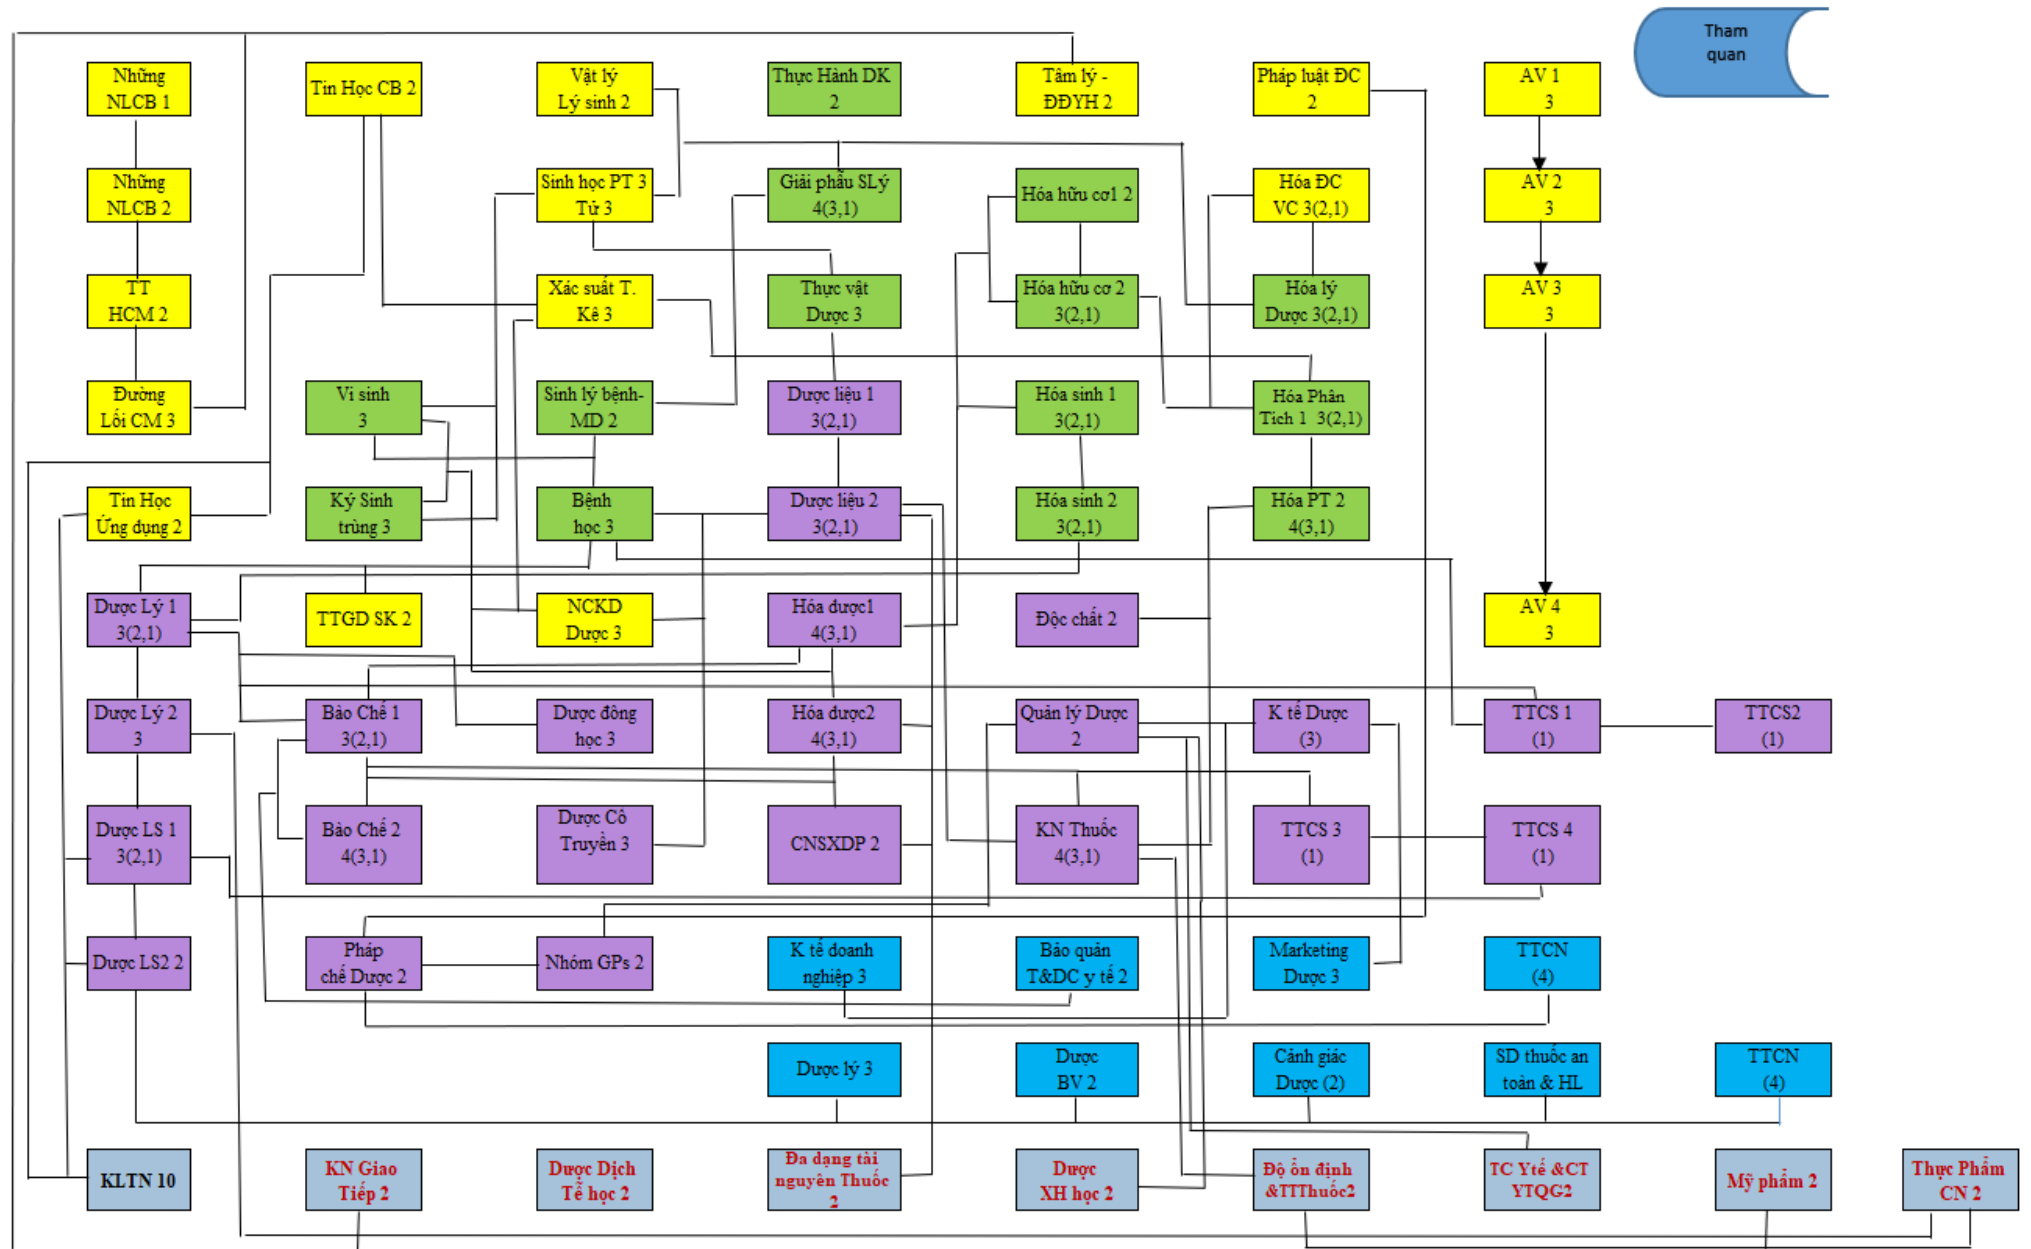 Tham
quan
Những
NLCB 1
Tin Học CB 2
Vật lý
Lý sinh 2
Thực Hành DK
2
Tâm lý -
ĐĐYH 2
Pháp luật ĐC
2
AV 1
3
Những
NLCB 2
Sinh học PT 3
Tử 3
Giải phẫu SLý
4(3,1)
Hóa hữu cơ1 2
Hóa ĐC
VC 3(2,1)
AV 2
3
TT
HCM 2
Xác suất T.
Kê 3
Thực vật
Dược 3
Hóa hữu cơ 2
3(2,1)
Hóa lý
Dược 3(2,1)
AV 3
3
Đường
Lối CM 3
Vi sinh
3
Sinh lý bệnh-
MD 2
Dược liệu 1
3(2,1)
Hóa sinh 1
3(2,1)
Hóa Phân
Tích 1 3(2,1)
Tin Học
Ứng dụng 2
Ký Sinh
trùng 3
Bệnh
học 3
Dược liệu 2
3(2,1)
Hóa sinh 2
3(2,1)
Hóa PT 2
4(3,1)
Dược Lý 1
3(2,1)
TTGD SK 2
NCKD
Dược 3
Hóa dược1
4(3,1)
Độc chất 2
AV 4
3
Dược Lý 2
3
Bào Chế 1
3(2,1)
Dược đông
học 3
Hóa dược2
4(3,1)
Quản lý Dược
2
K tế Dược
(3)
TTCS 1
(1)
TTCS2
(1)
Dược LS 1
3(2,1)
Bào Chế 2
4(3,1)
Dược Cổ
Truyền 3
CNSXDP 2
KN Thuốc
4(3,1)
TTCS 3
(1)
TTCS 4
(1)
Dược LS2 2
Pháp
chế Dược 2
Nhóm GPs 2
K tế doanh
nghiệp 3
Bảo quản
T&DC y tế 2
Marketing
Dược 3
TTCN
(4)
Dược lý 3
Dược
BV 2
Cảnh giác
Dược (2)
SD thuốc an
toàn & HL
TTCN
(4)
KLTN 10
KN Giao
Tiếp 2
Dược Dịch
Tễ học 2
Đa dạng tài
nguyên Thuốc
2
Dược
XH học 2
Độ ổn định
&TTThuốc2
TC Ytế &CT
YTQG2
Mỹ phẩm 2
Thực Phẩm
CN 2